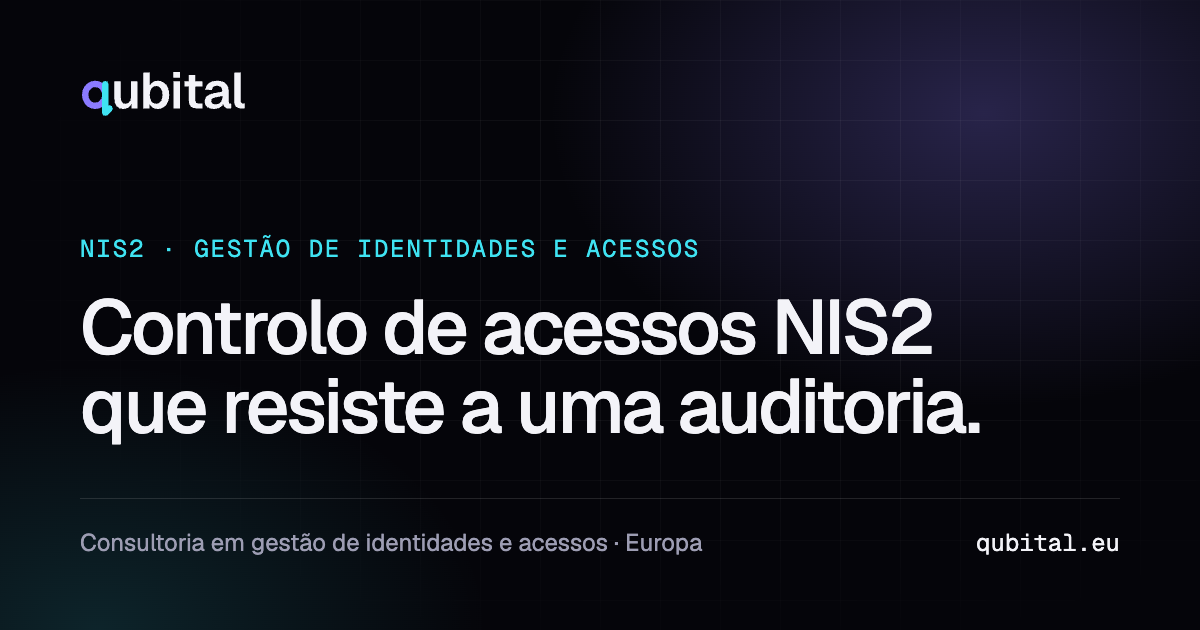 qubital
NIS2 · GESTÃO DE IDENTIDADES E ACESSOS
Controlo de acessos NIS2
que resiste a uma auditoria.
Consultoria em gestão de identidades e acessos · Europa
qubital.eu